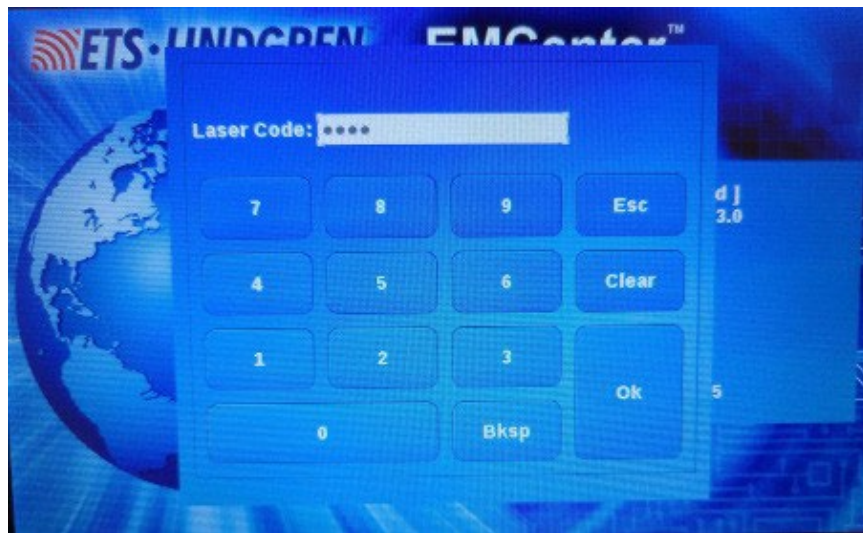 ETS·LINDGREN EMCenter™
Laser Code: ••••
7 8 9 Esc
d ]
3.0
4 5 6 Clear
1 2 3
Ok
5
0 Bksp